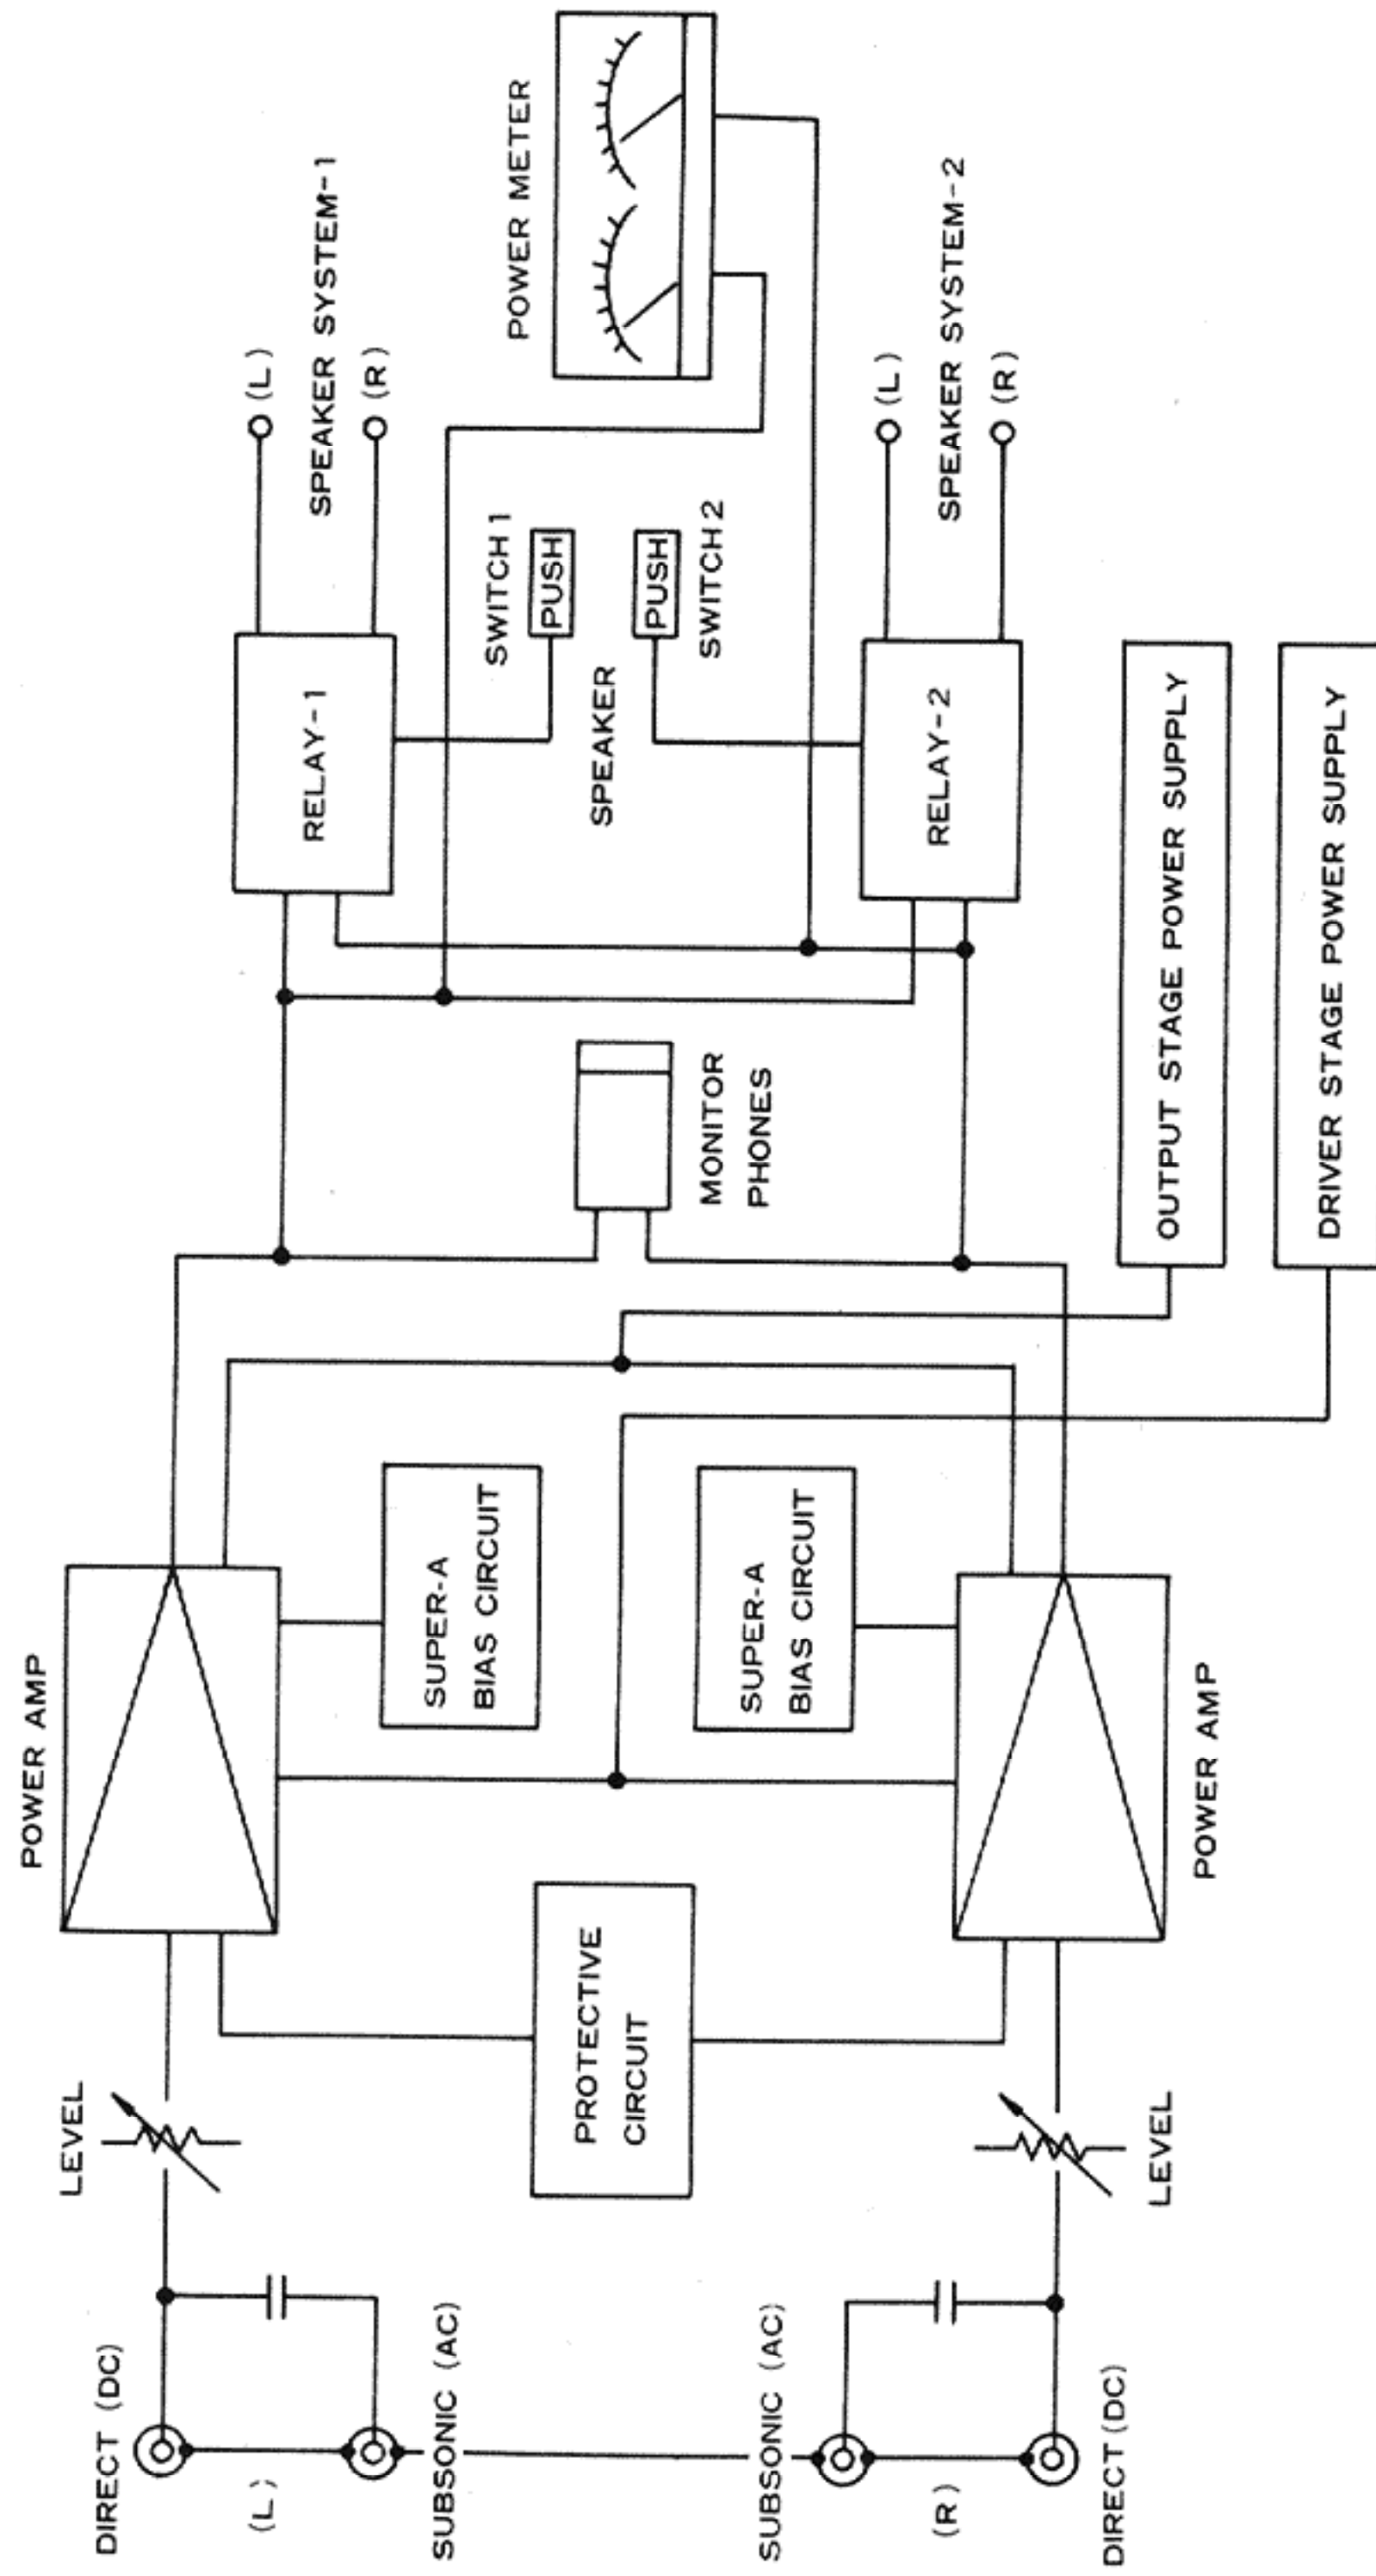 DIRECT (DC)
(L)
SUBSONIC (AC)
SUBSONIC (AC)
(R)
DIRECT (DC)
LEVEL
LEVEL
PROTECTIVE
CIRCUIT
POWER AMP
POWER AMP
SUPER-A
BIAS CIRCUIT
SUPER-A
BIAS CIRCUIT
MONITOR
PHONES
RELAY-1
RELAY-2
SPEAKER
SWITCH 1
PUSH
PUSH
SWITCH 2
(L)
SPEAKER SYSTEM-1
(R)
POWER METER
(L)
SPEAKER SYSTEM-2
(R)
OUTPUT STAGE POWER SUPPLY
DRIVER STAGE POWER SUPPLY